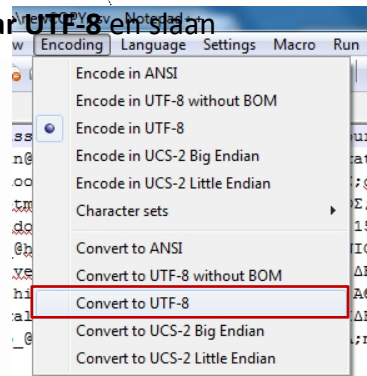 ar UTF-8 en slaan
Encoding Language Settings Macro Run
Encode in ANSI
Encode in UTF-8 without BOM
Encode in UTF-8
Encode in UCS-2 Big Endian
Encode in UCS-2 Little Endian
Character sets
Convert to ANSI
Convert to UTF-8 without BOM
Convert to UTF-8
Convert to UCS-2 Big Endian
Convert to UCS-2 Little Endian